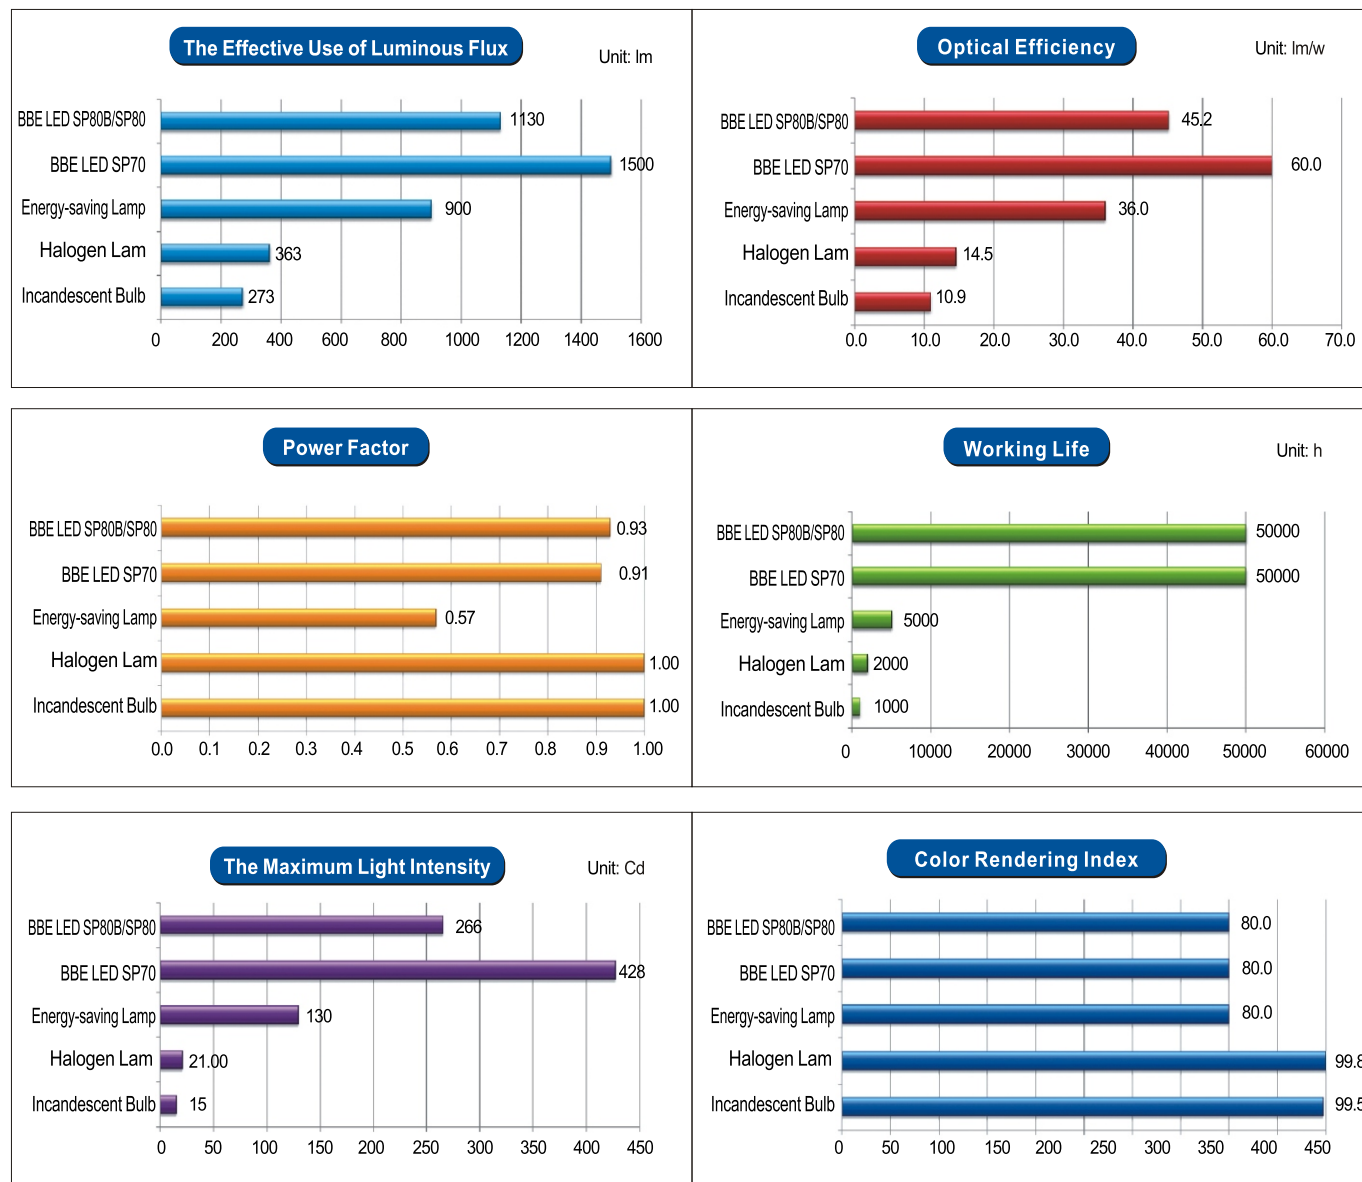 The Effective Use of Luminous Flux
Unit: lm
BBE LED SP80B/SP80
1130
BBE LED SP70
1500
Energy-saving Lamp
900
Halogen Lam
363
Incandescent Bulb
273
0 200 400 600 800 1000 1200 1400 1600
Optical Efficiency
Unit: lm/w
BBE LED SP80B/SP80
45.2
BBE LED SP70
60.0
Energy-saving Lamp
36.0
Halogen Lam
14.5
Incandescent Bulb
10.9
0.0 10.0 20.0 30.0 40.0 50.0 60.0 70.0
Power Factor
BBE LED SP80B/SP80
0.93
BBE LED SP70
0.91
Energy-saving Lamp
0.57
Halogen Lam
1.00
Incandescent Bulb
1.00
0.0 0.1 0.2 0.3 0.4 0.5 0.6 0.7 0.8 0.9 1.00
Working Life
Unit: h
BBE LED SP80B/SP80
50000
BBE LED SP70
50000
Energy-saving Lamp
5000
Halogen Lam
2000
Incandescent Bulb
1000
0 10000 20000 30000 40000 50000 60000
The Maximum Light Intensity
Unit: Cd
BBE LED SP80B/SP80
266
BBE LED SP70
428
Energy-saving Lamp
130
Halogen Lam
21.00
Incandescent Bulb
15
0 50 100 150 200 250 300 350 400 450
Color Rendering Index
BBE LED SP80B/SP80
80.0
BBE LED SP70
80.0
Energy-saving Lamp
80.0
Halogen Lam
99.8
Incandescent Bulb
99.5
0 50 100 150 200 250 300 350 400 450